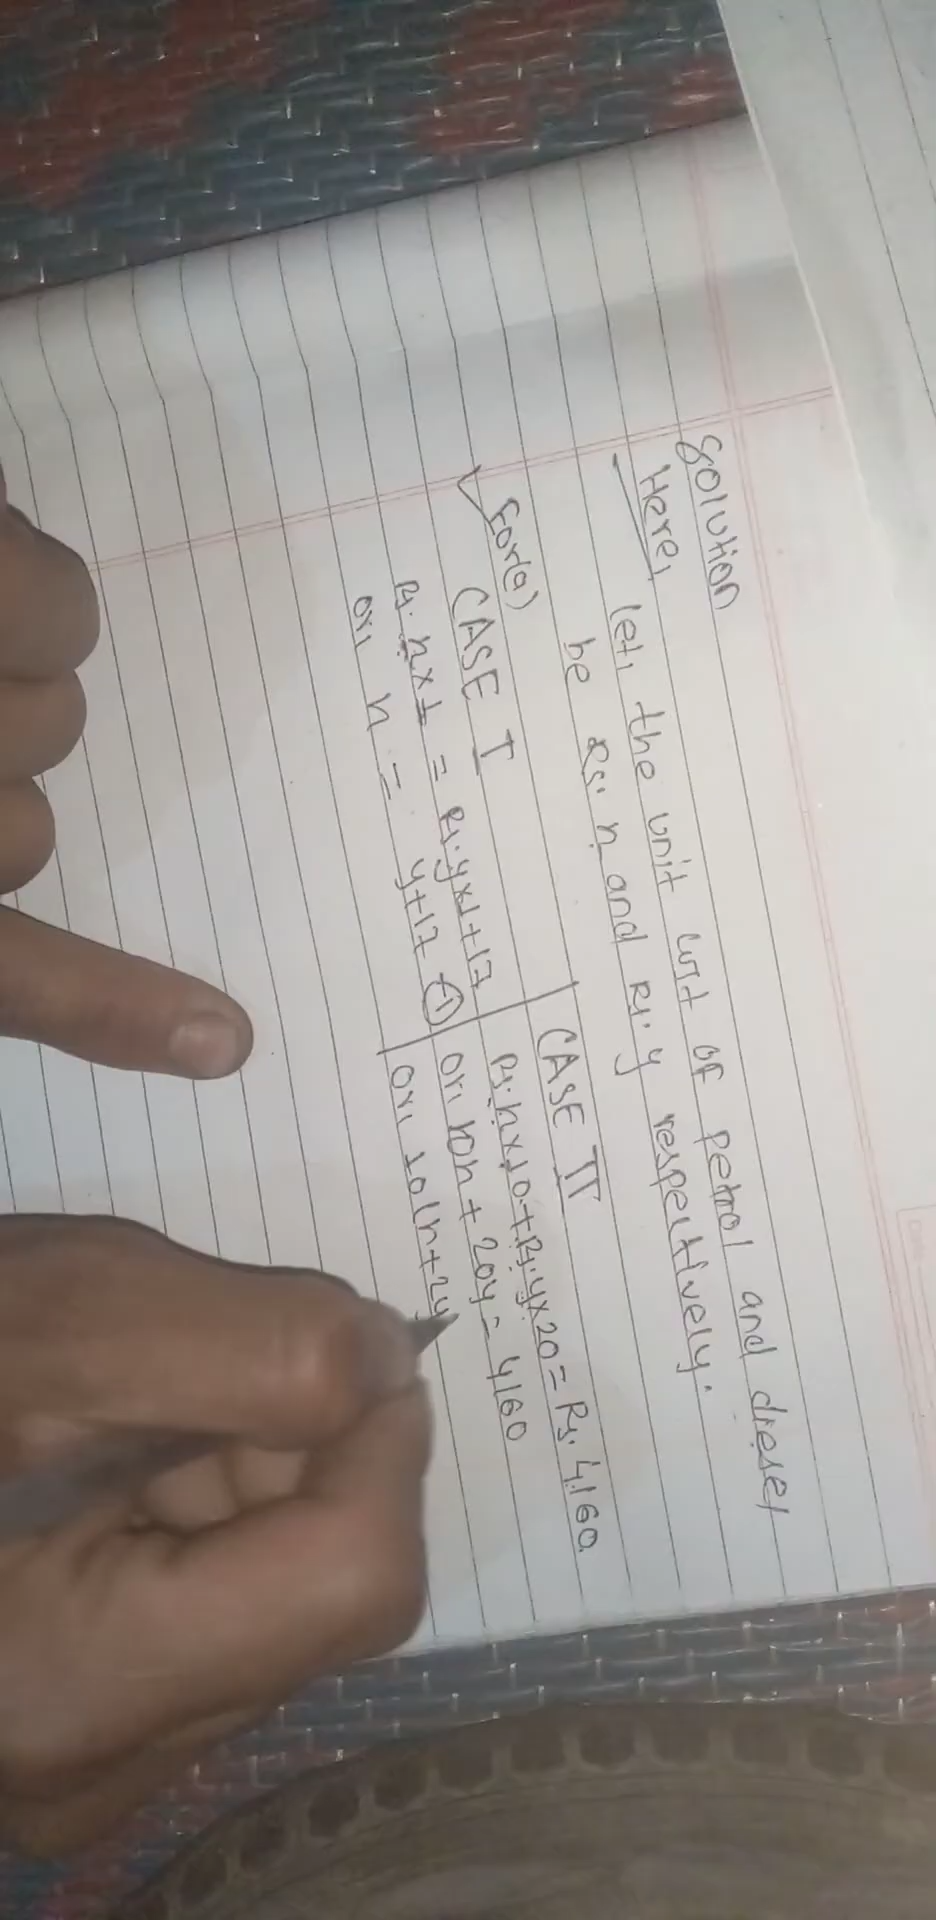 Solution
Here,
let, the unit cost of petrol and diesel
be Rs. x and Rs. y respectively.
For(a)
CASE I
Rs. x×1 = Rs. y×1+17
or, x = y+17 -①
CASE II
Rs. x×10+Rs. y×20 = Rs. 4160
or, 10x + 20y = 4160
or, 10(x+2y